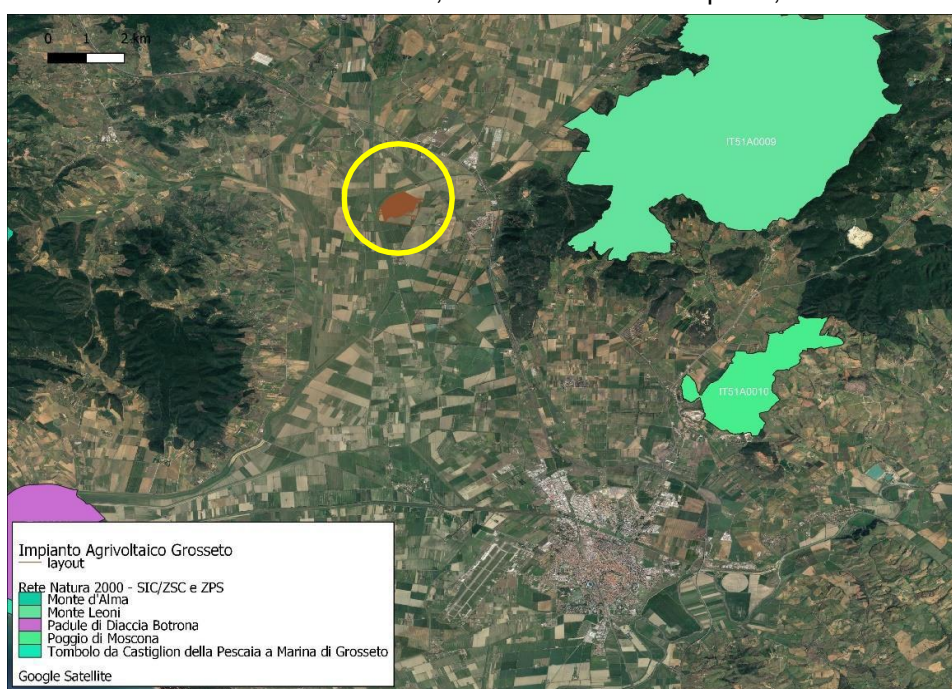 0 1 2 km
IT51A0009
IT51A0010
Impianto Agrivoltaico Grosseto
layout
Rete Natura 2000 - SIC/ZSC e ZPS
Monte d'Alma
Monte Leoni
Padule di Diaccia Botrona
Poggio di Moscona
Tombolo da Castiglion della Pescaia a Marina di Grosseto
Google Satellite